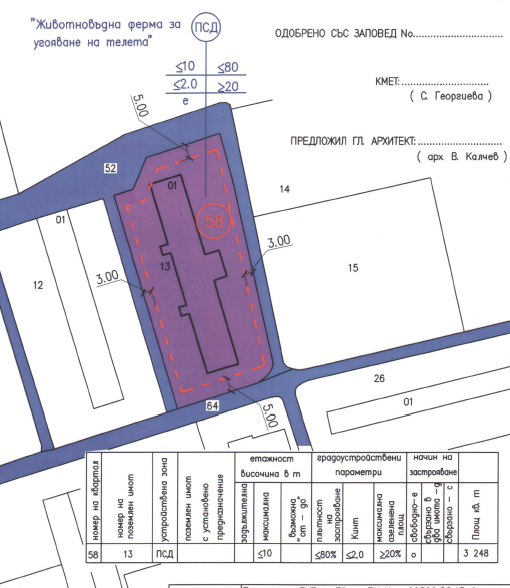 "Животновъдна ферма за
угояване на телета"
ПСД
ОДОБРЕНО СЪС ЗАПОВЕД No..............................
≤10 ≤80
≤2.0 ≥20
е
КМЕТ:..............................
( С. Георгиева )
ПРЕДЛОЖИЛ ГЛ. АРХИТЕКТ:..............................
( арх. В. Калчев )
5.00
52
01
14
01
58
3.00
3.00
13
15
12
26
01
64
5.00
номер на квартал
номер на поземлен имот
устройствена зона
поземлен имот с установено предназначение
етажност
височина в m
задължителна
максимална
възможна "от – до"
градоустройствени
параметри
плътност на застрояване
Кинт
максимална озеленена площ
начин на
застрояване
свободно-е
свързано в два имота – д
свързано – с
Площ кв. m
58 13 ПСД ≤10 ≤80% ≤2,0 ≥20% о 3 248